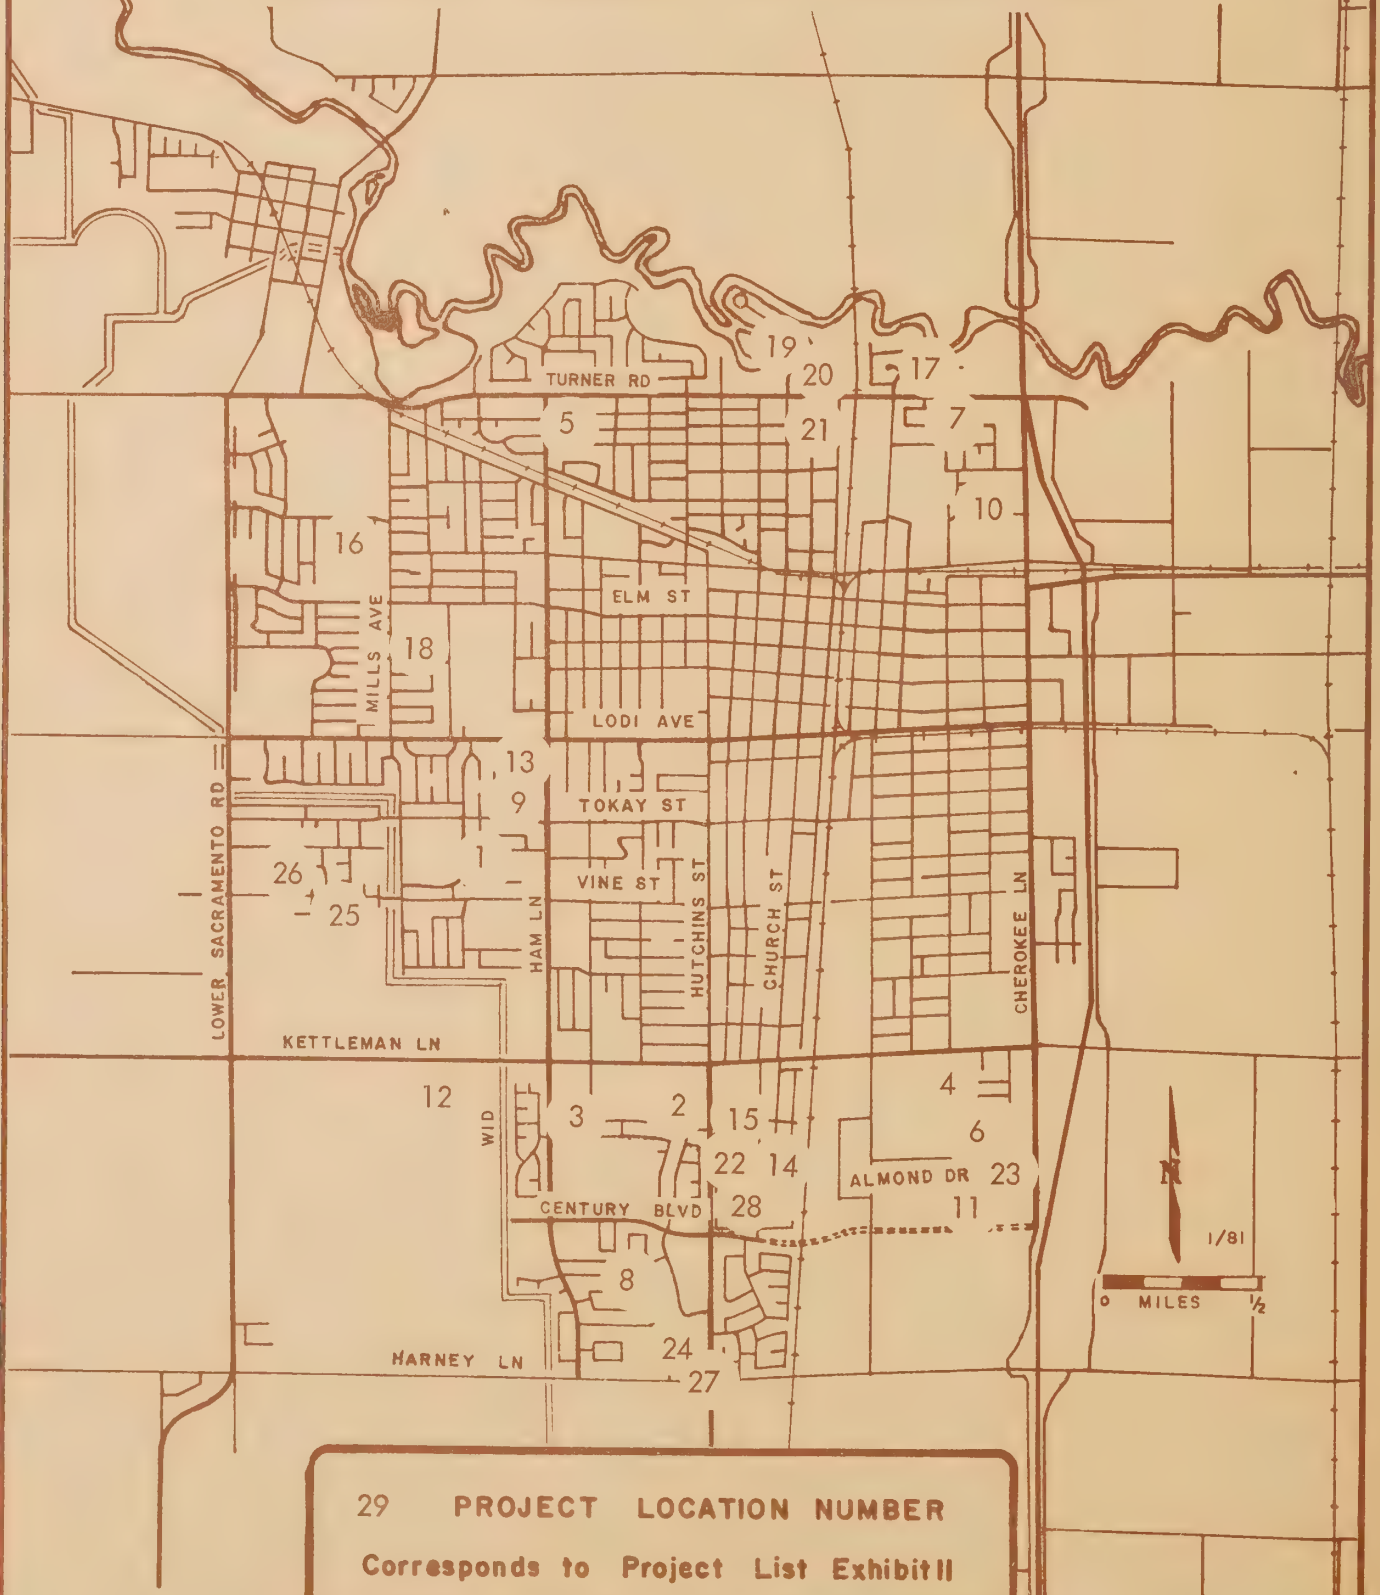 19
20
17
TURNER RD
5
21
7
10
16
ELM ST
MILLS AVE
18
LODI AVE
13
9
TOKAY ST
1
26
VINE ST
25
LOWER SACRAMENTO RD
HAM LN
HUTCHINS ST
CHURCH ST
CHEROKEE LN
KETTLEMAN LN
12
WID
3
2
15
4
6
22
14
ALMOND DR
23
CENTURY BLVD
28
11
N
1/81
8
0 MILES 1/2
24
HARNEY LN
27
29 PROJECT LOCATION NUMBER
Corresponds to Project List Exhibit II